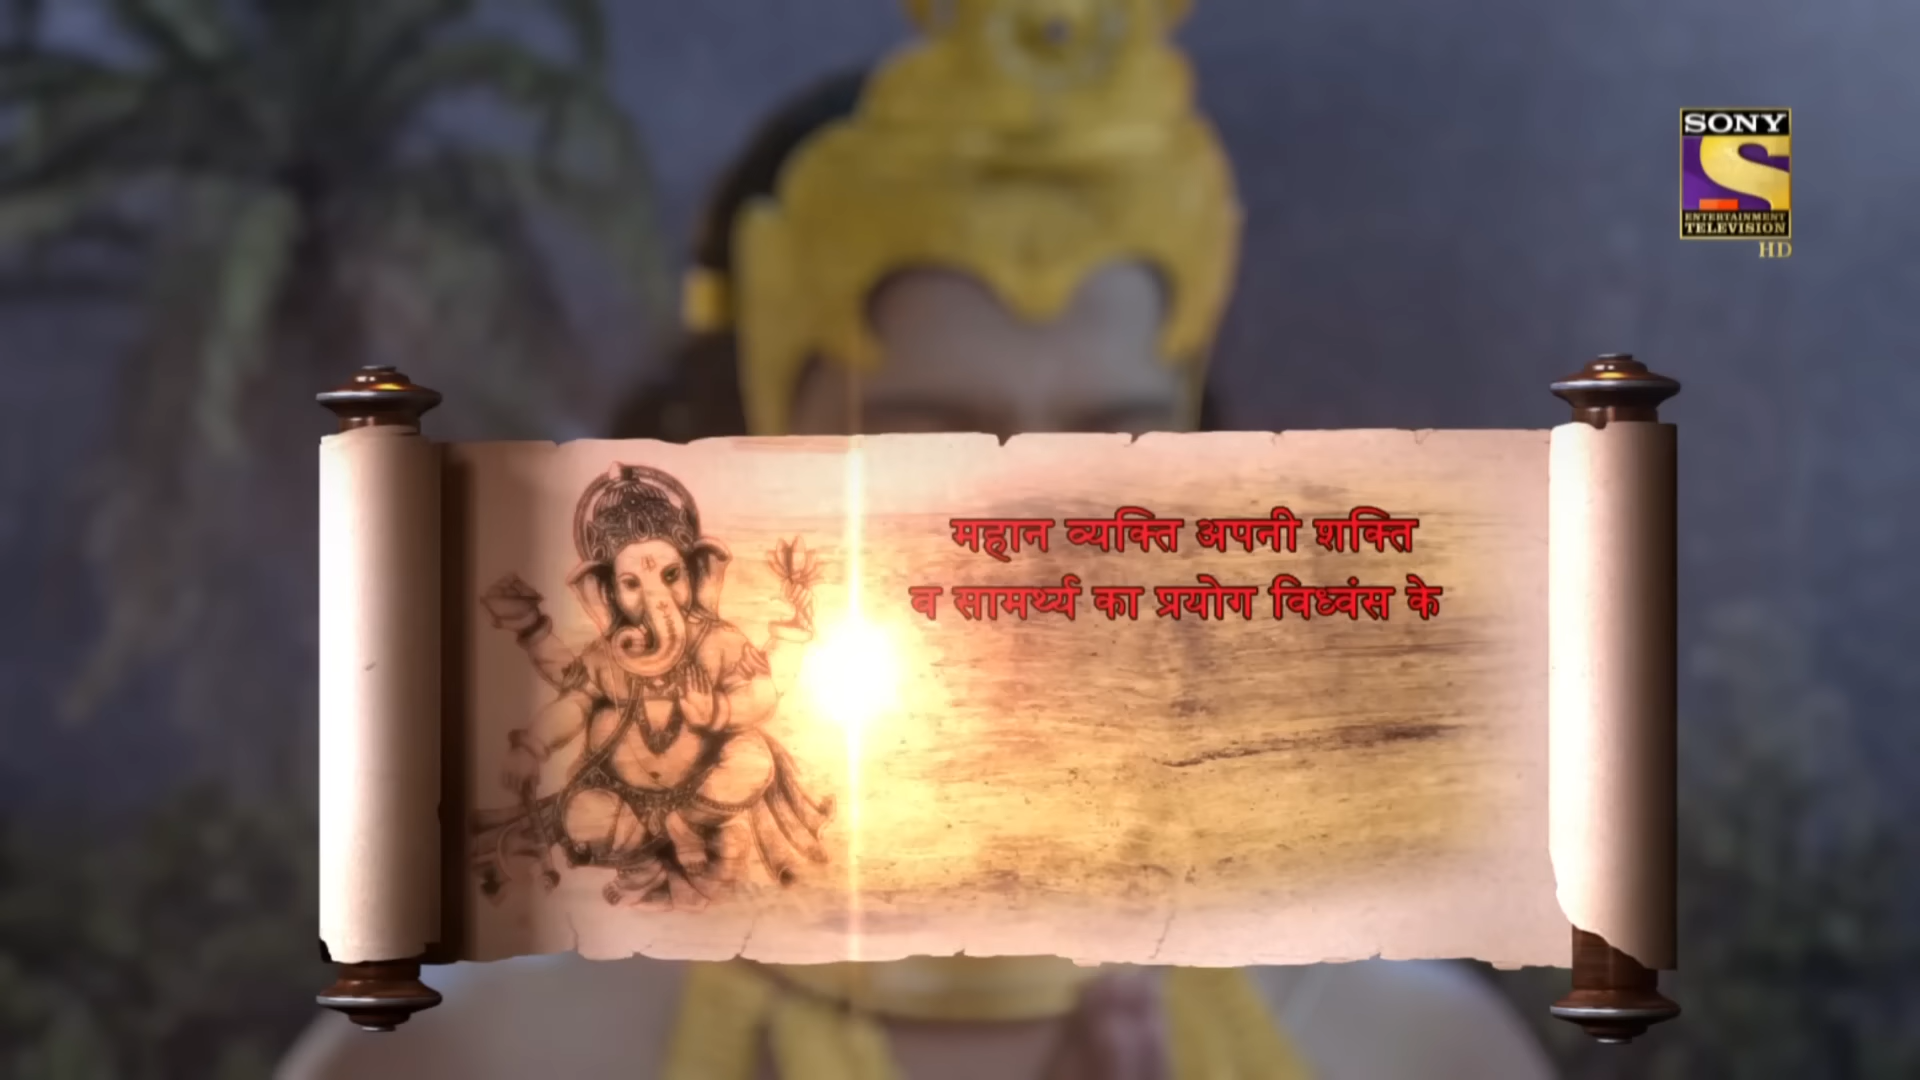 SONY
ENTERTAINMENT
TELEVISION
HD
महान व्यक्ति अपनी शक्ति
व सामर्थ्य का प्रयोग विध्वंस के